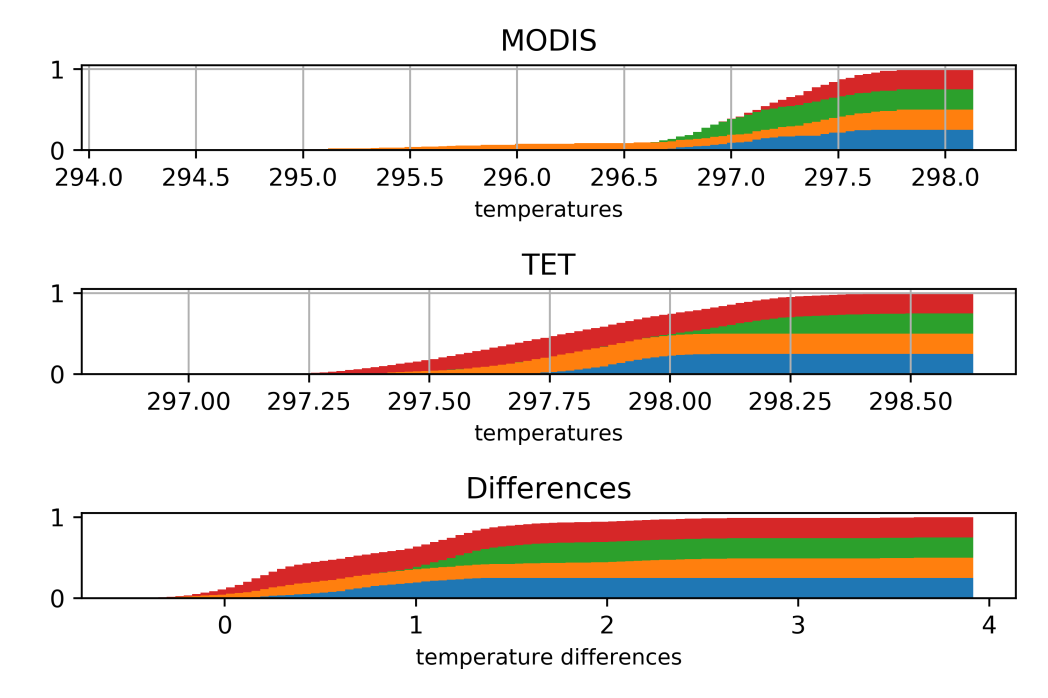 MODIS
1
0
294.0 294.5 295.0 295.5 296.0 296.5 297.0 297.5 298.0
temperatures
TET
1
0
297.00 297.25 297.50 297.75 298.00 298.25 298.50
temperatures
Differences
1
0
0 1 2 3 4
temperature differences